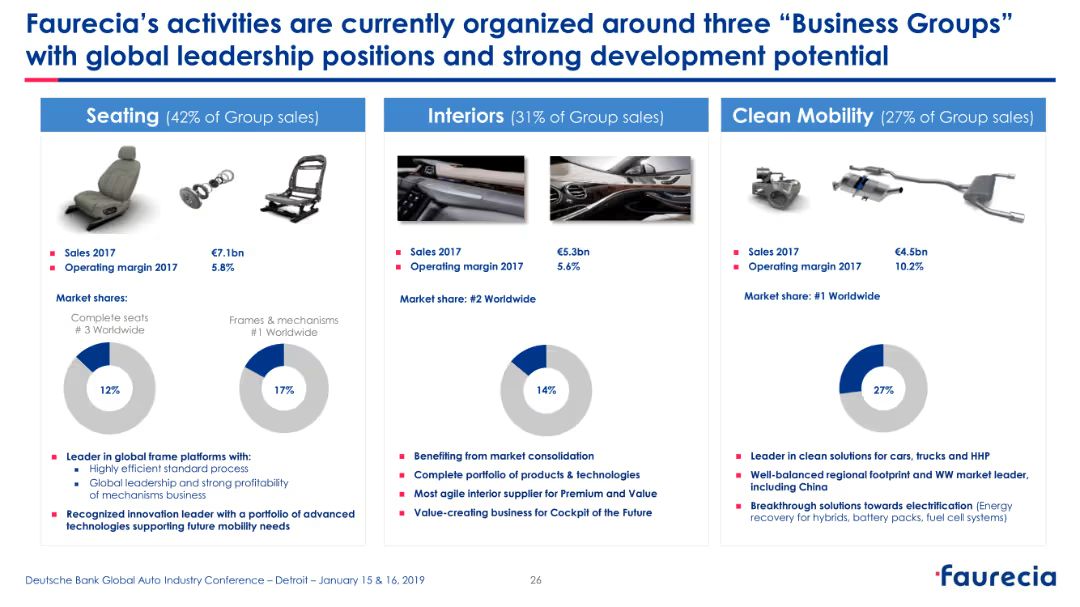 Faurecia's activities are currently organized around three “Business Groups”
with global leadership positions and strong development potential
Seating (42% of Group sales)
Sales 2017 €7.1bn
Operating margin 2017 5.8%
Market shares:
Complete seats
# 3 Worldwide
Frames & mechanisms
#1 Worldwide
12%
17%
Leader in global frame platforms with:
Highly efficient standard process
Global leadership and strong profitability
of mechanisms business
Recognized innovation leader with a portfolio of advanced
technologies supporting future mobility needs
Interiors (31% of Group sales)
Sales 2017 €5.3bn
Operating margin 2017 5.6%
Market share: #2 Worldwide
14%
Benefiting from market consolidation
Complete portfolio of products & technologies
Most agile interior supplier for Premium and Value
Value-creating business for Cockpit of the Future
Clean Mobility (27% of Group sales)
Sales 2017 €4.5bn
Operating margin 2017 10.2%
Market share: #1 Worldwide
27%
Leader in clean solutions for cars, trucks and HHP
Well-balanced regional footprint and WW market leader,
including China
Breakthrough solutions towards electrification (Energy
recovery for hybrids, battery packs, fuel cell systems)
Deutsche Bank Global Auto Industry Conference – Detroit – January 15 & 16, 2019
26
faurecia